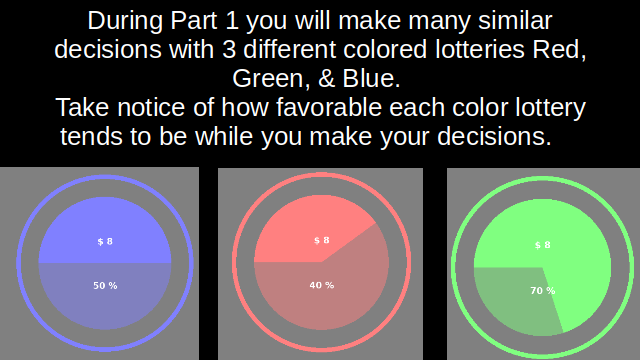 During Part 1 you will make many similar
decisions with 3 different colored lotteries Red,
Green, & Blue.
Take notice of how favorable each color lottery
tends to be while you make your decisions.
$ 8
50 %
$ 8
40 %
$ 8
70 %